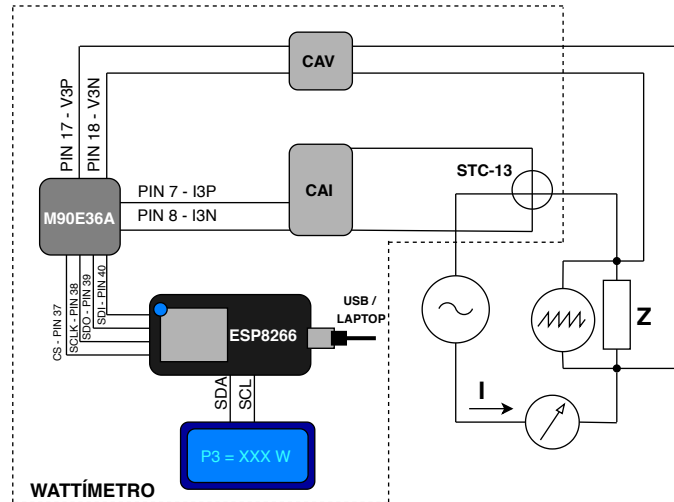 CAV
PIN 17 - V3P
PIN 18 - V3N
STC-13
PIN 7 - I3P
CAI
M90E36A
PIN 8 - I3N
CS - PIN 37
SCLK - PIN 38
SDO - PIN 39
SDI - PIN 40
USB /
LAPTOP
ESP8266
Z
SDA
SCL
I
P3 = XXX W
WATTÍMETRO